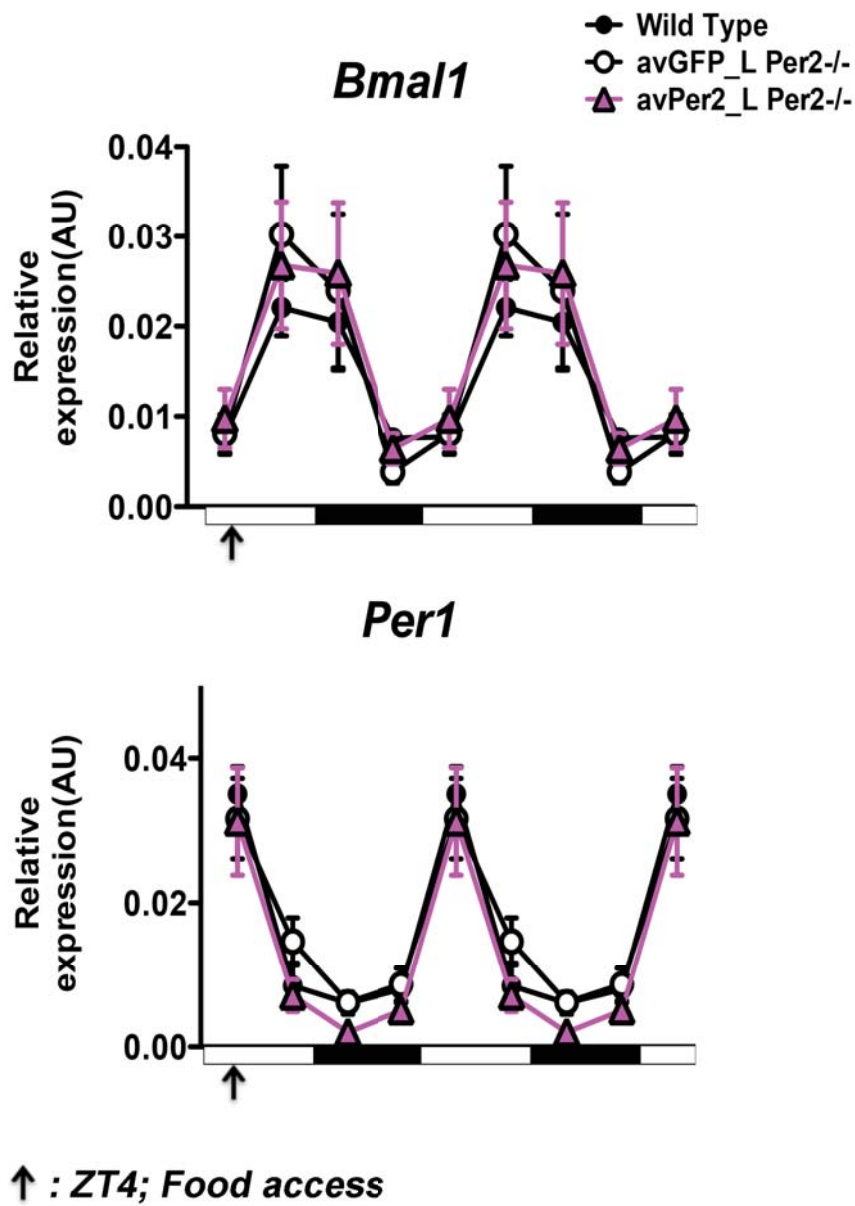 Wild Type
avGFP_L Per2-/-
avPer2_L Per2-/-
Bmal1
Relative
expression(AU)
0.04
0.03
0.02
0.01
0.00
Per1
Relative
expression(AU)
0.04
0.02
0.00
↑ : ZT4; Food access